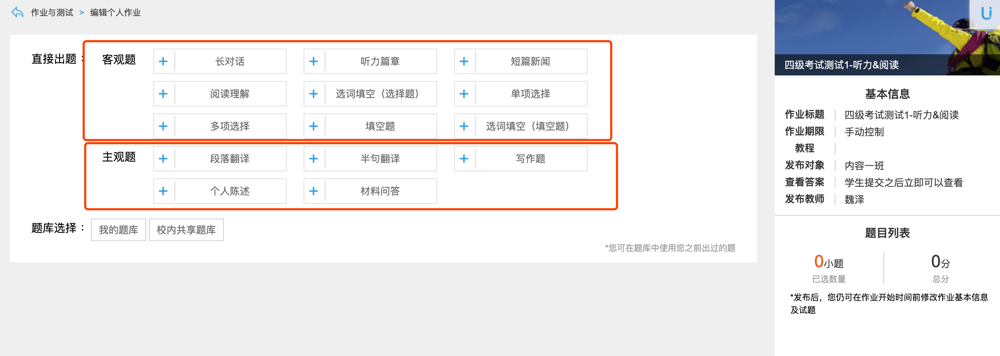 作业与测试 > 编辑个人作业
直接出题：
客观题
+ 长对话
+ 听力篇章
+ 短篇新闻
+ 阅读理解
+ 选词填空（选择题）
+ 单项选择
+ 多项选择
+ 填空题
+ 选词填空（填空题）
主观题
+ 段落翻译
+ 半句翻译
+ 写作题
+ 个人陈述
+ 材料问答
题库选择：
我的题库
校内共享题库
*您可在题库中使用您之前出过的题
U
四级考试测试1-听力&阅读
基本信息
作业标题 四级考试测试1-听力&阅读
作业期限 手动控制
教程
发布对象 内容一班
查看答案 学生提交之后立即可以查看
发布教师 魏泽
题目列表
0小题
已选数量
0分
总分
*发布后，您仍可在作业开始时间前修改作业基本信息
及试题